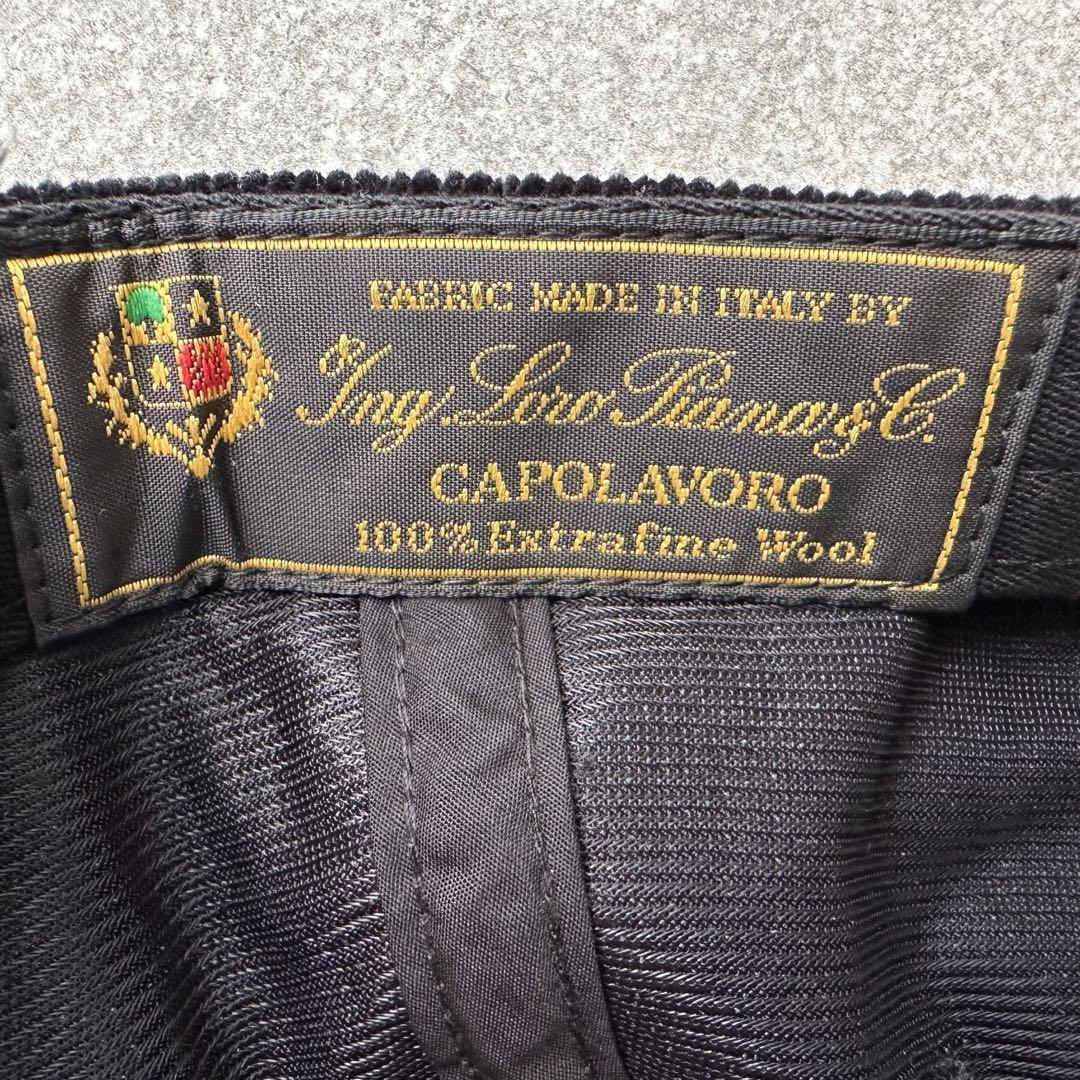 FABRIC MADE IN ITALY BY
Ing. Loro Piana & C.
CAPOLAVORO
100% Extrafine Wool